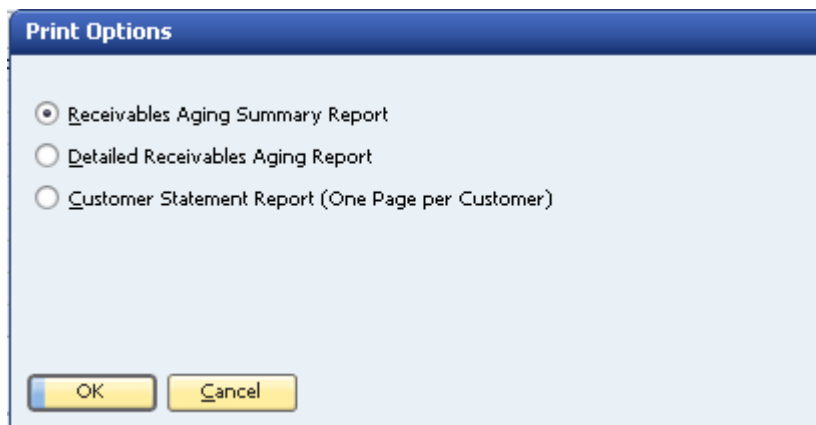 Print Options
Receivables Aging Summary Report
Detailed Receivables Aging Report
Customer Statement Report (One Page per Customer)
OK Cancel